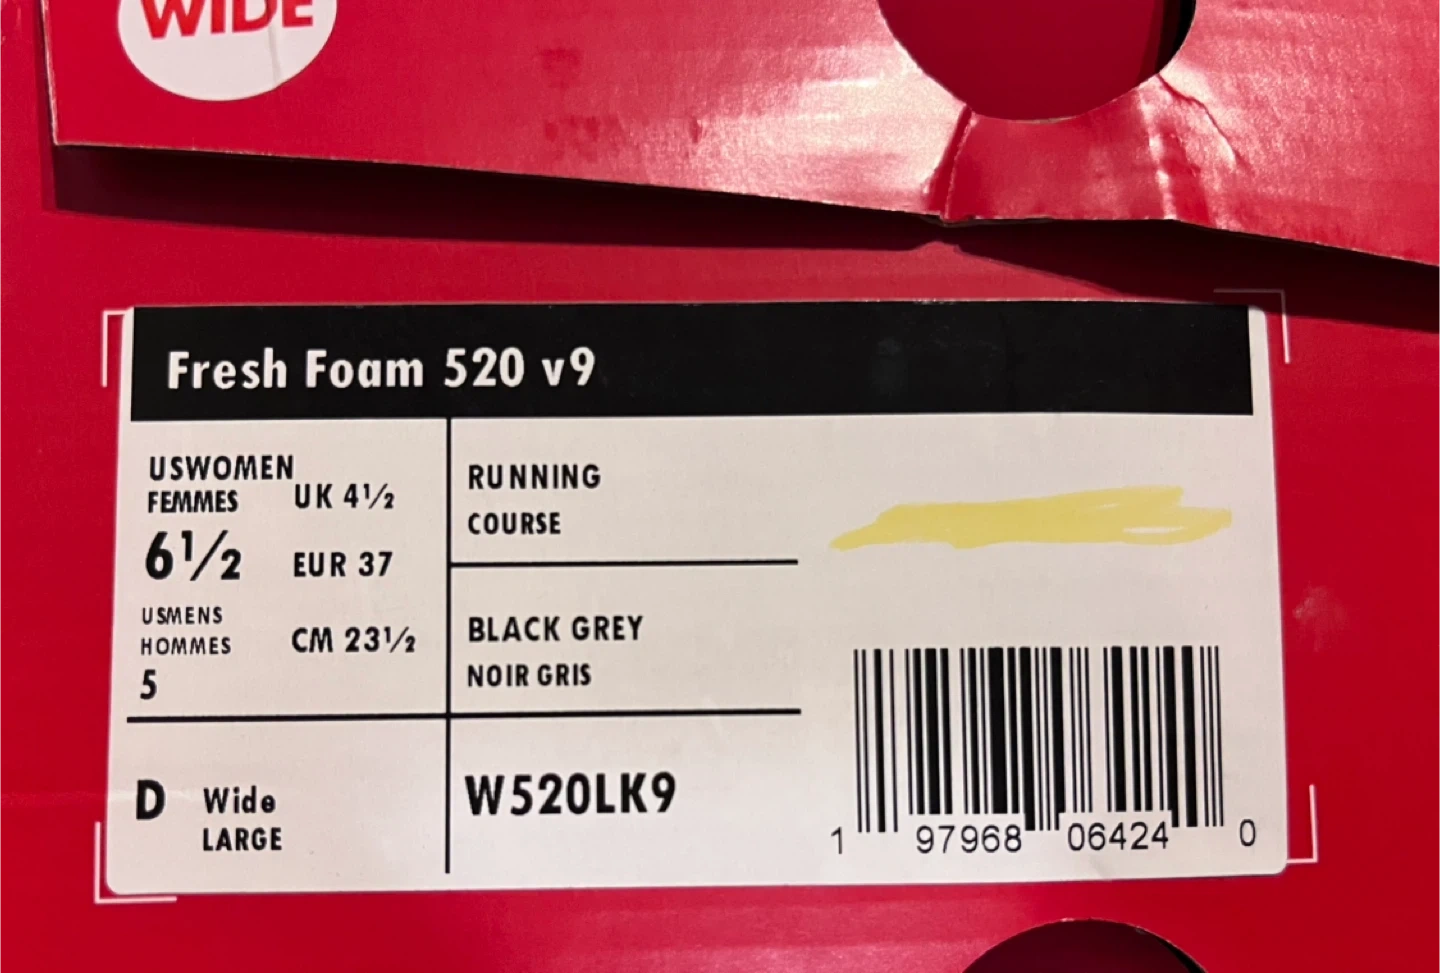 WIDE
Fresh Foam 520 v9
USWOMEN
FEMMES
6½
UK 4½
EUR 37
CM 23½
USMENS
HOMMES
5
RUNNING
COURSE
BLACK GREY
NOIR GRIS
D Wide
LARGE
W520LK9
1 97968 06424 0